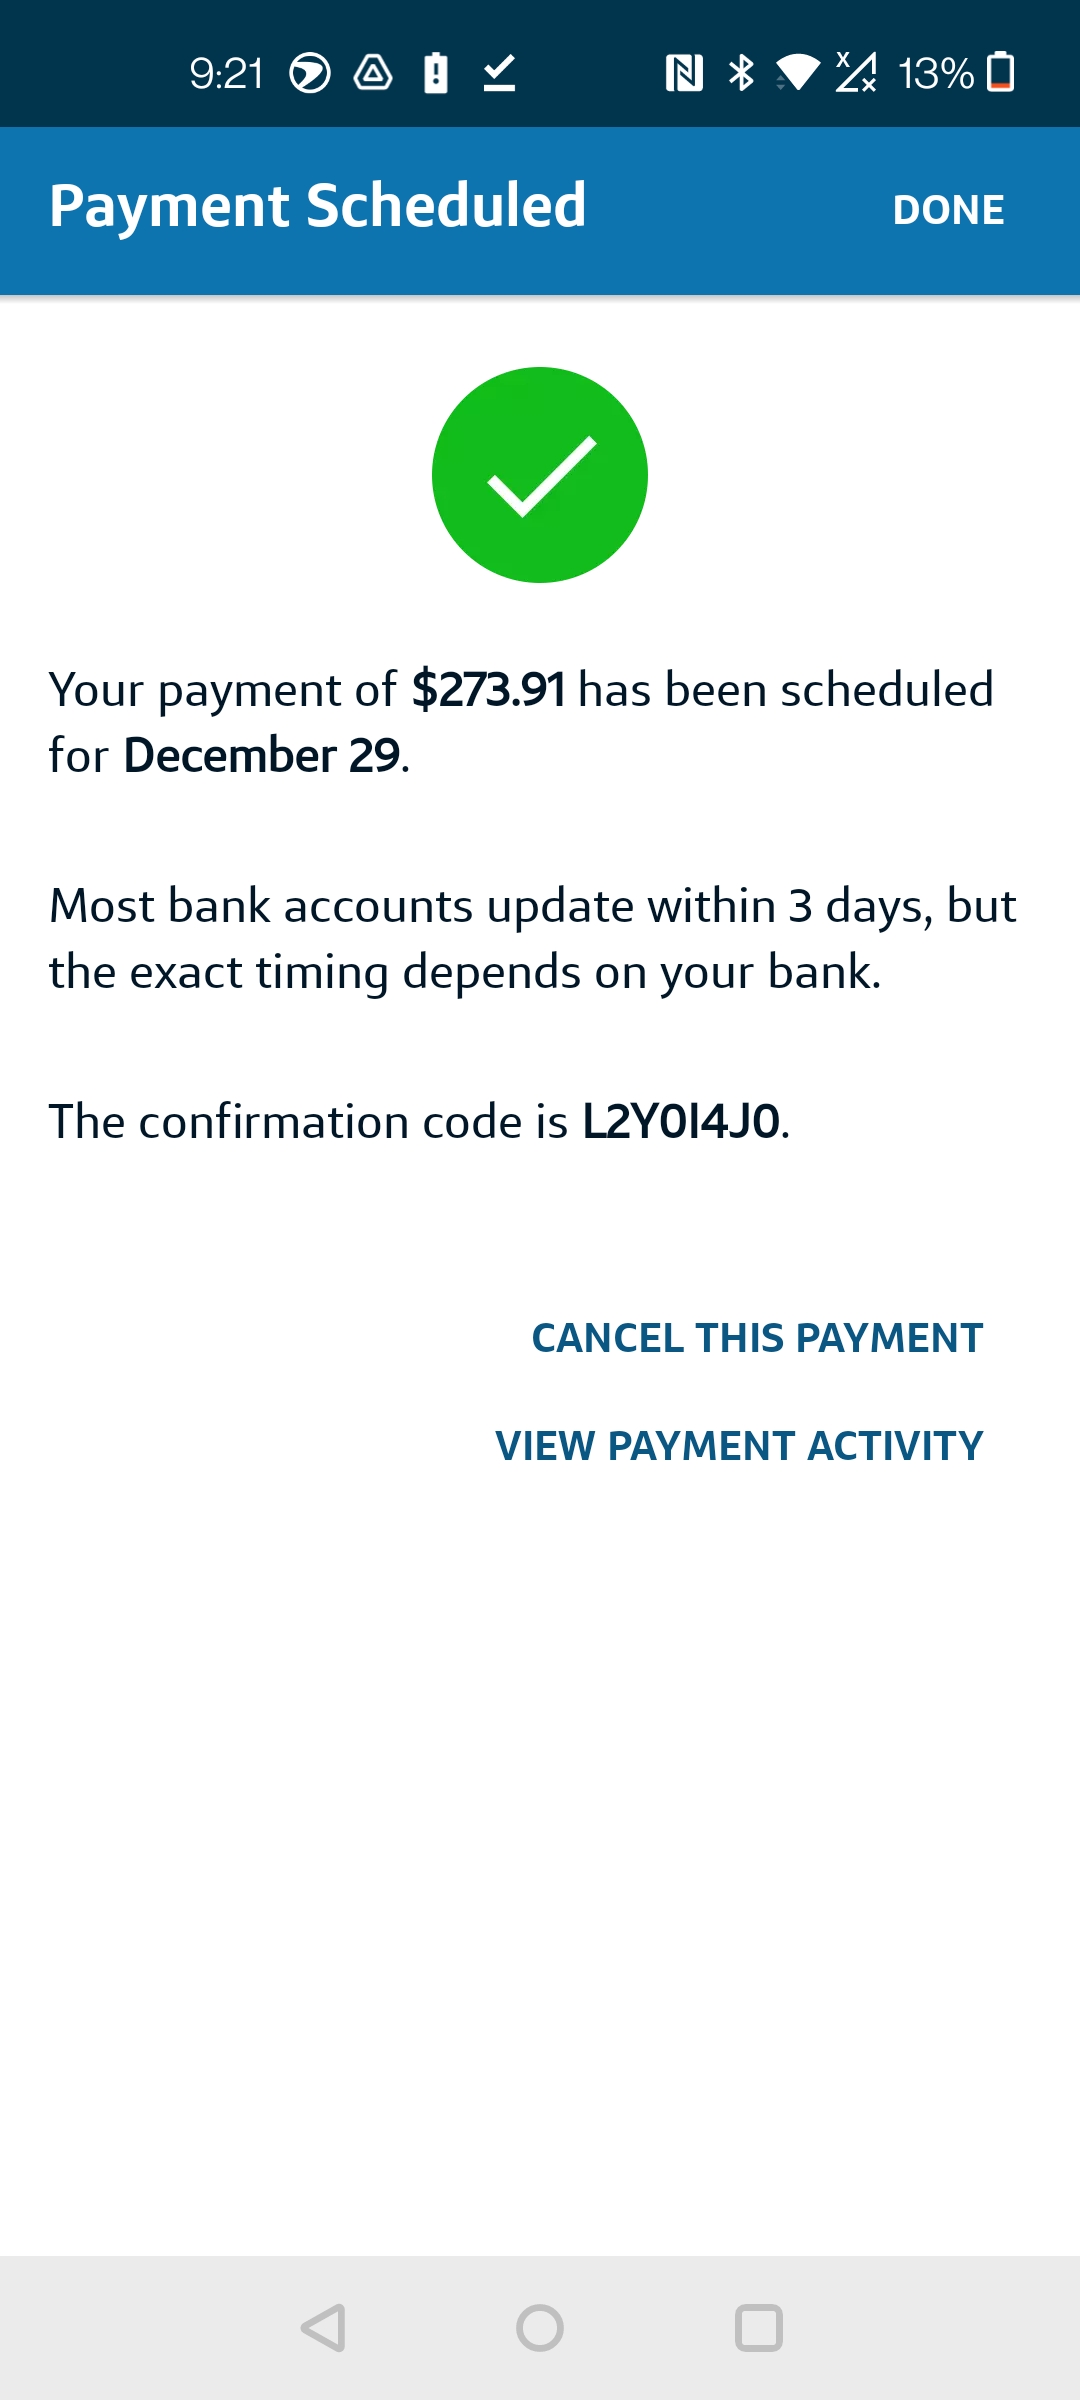 9:21
13%
Payment Scheduled
DONE
Your payment of $273.91 has been scheduled
for December 29.
Most bank accounts update within 3 days, but
the exact timing depends on your bank.
The confirmation code is L2Y0I4J0.
CANCEL THIS PAYMENT
VIEW PAYMENT ACTIVITY